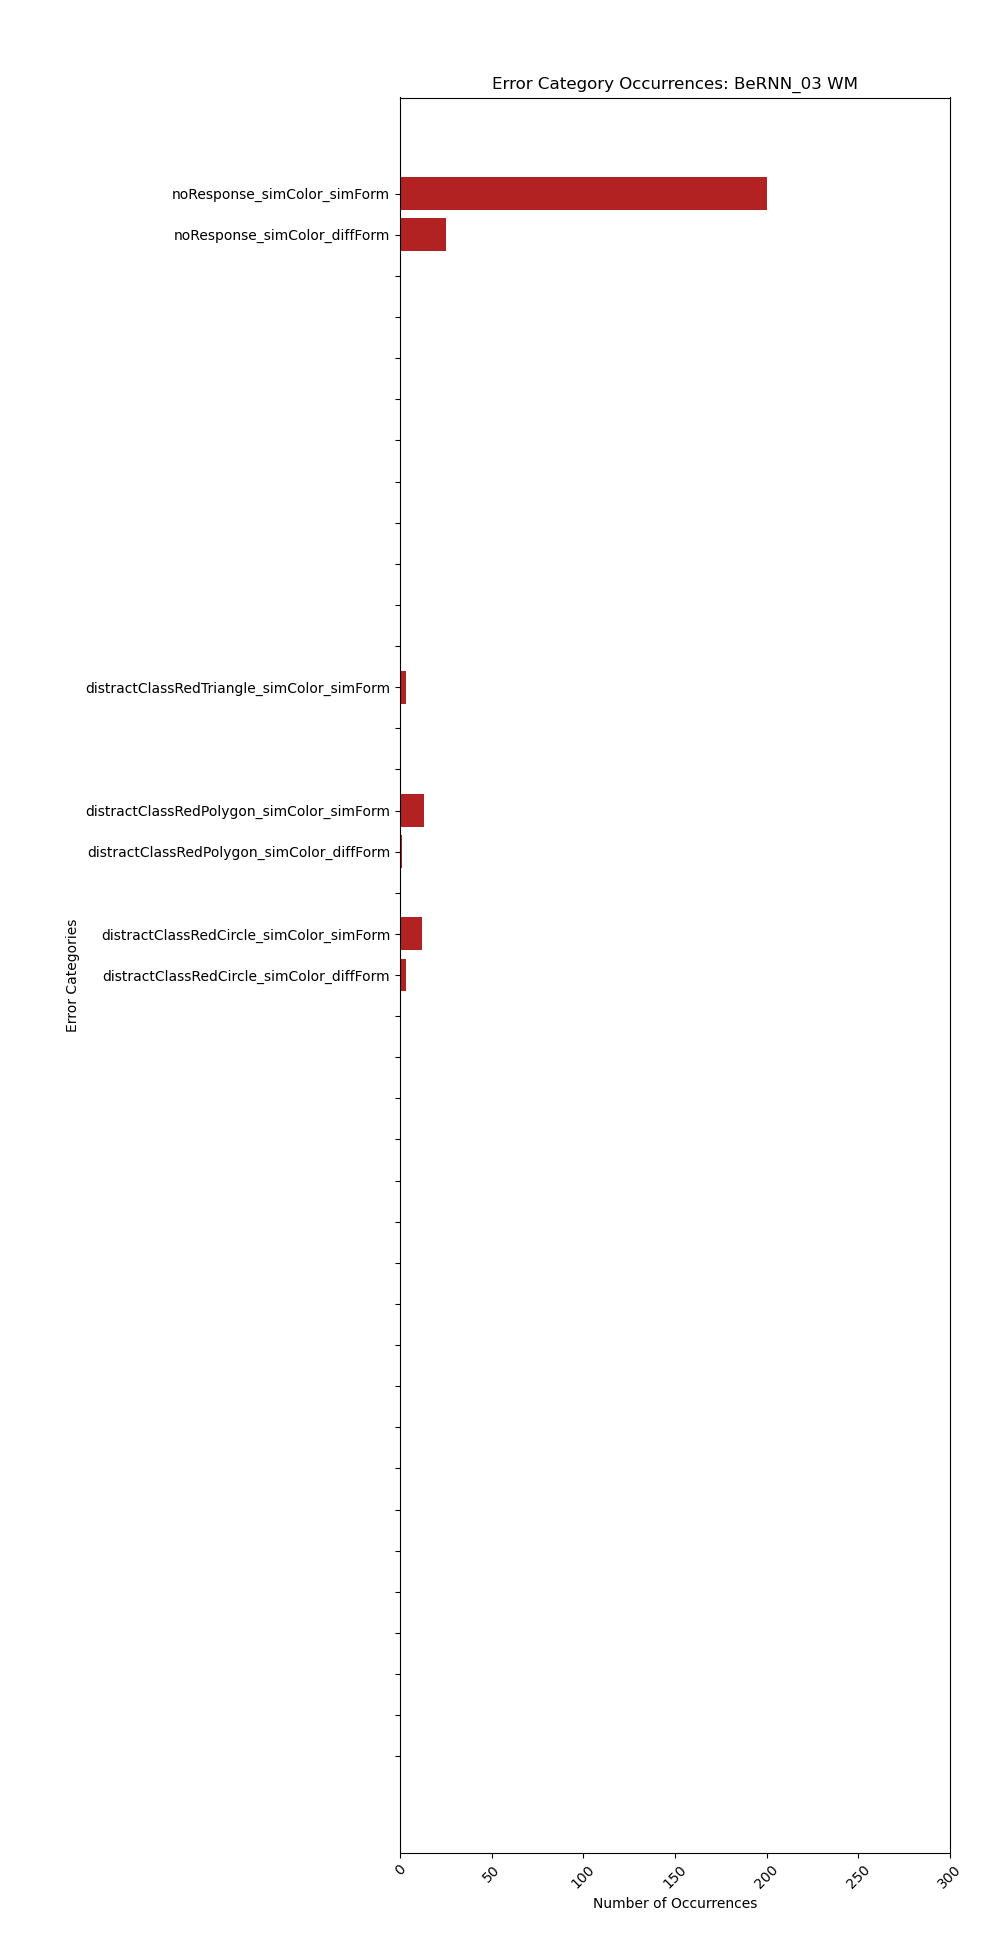 Error Category Occurrences: BeRNN_03 WM
noResponse_simColor_simForm
noResponse_simColor_diffForm
distractClassRedTriangle_simColor_simForm
distractClassRedPolygon_simColor_simForm
distractClassRedPolygon_simColor_diffForm
distractClassRedCircle_simColor_simForm
distractClassRedCircle_simColor_diffForm
Error Categories
0 50 100 150 200 250 300
Number of Occurrences